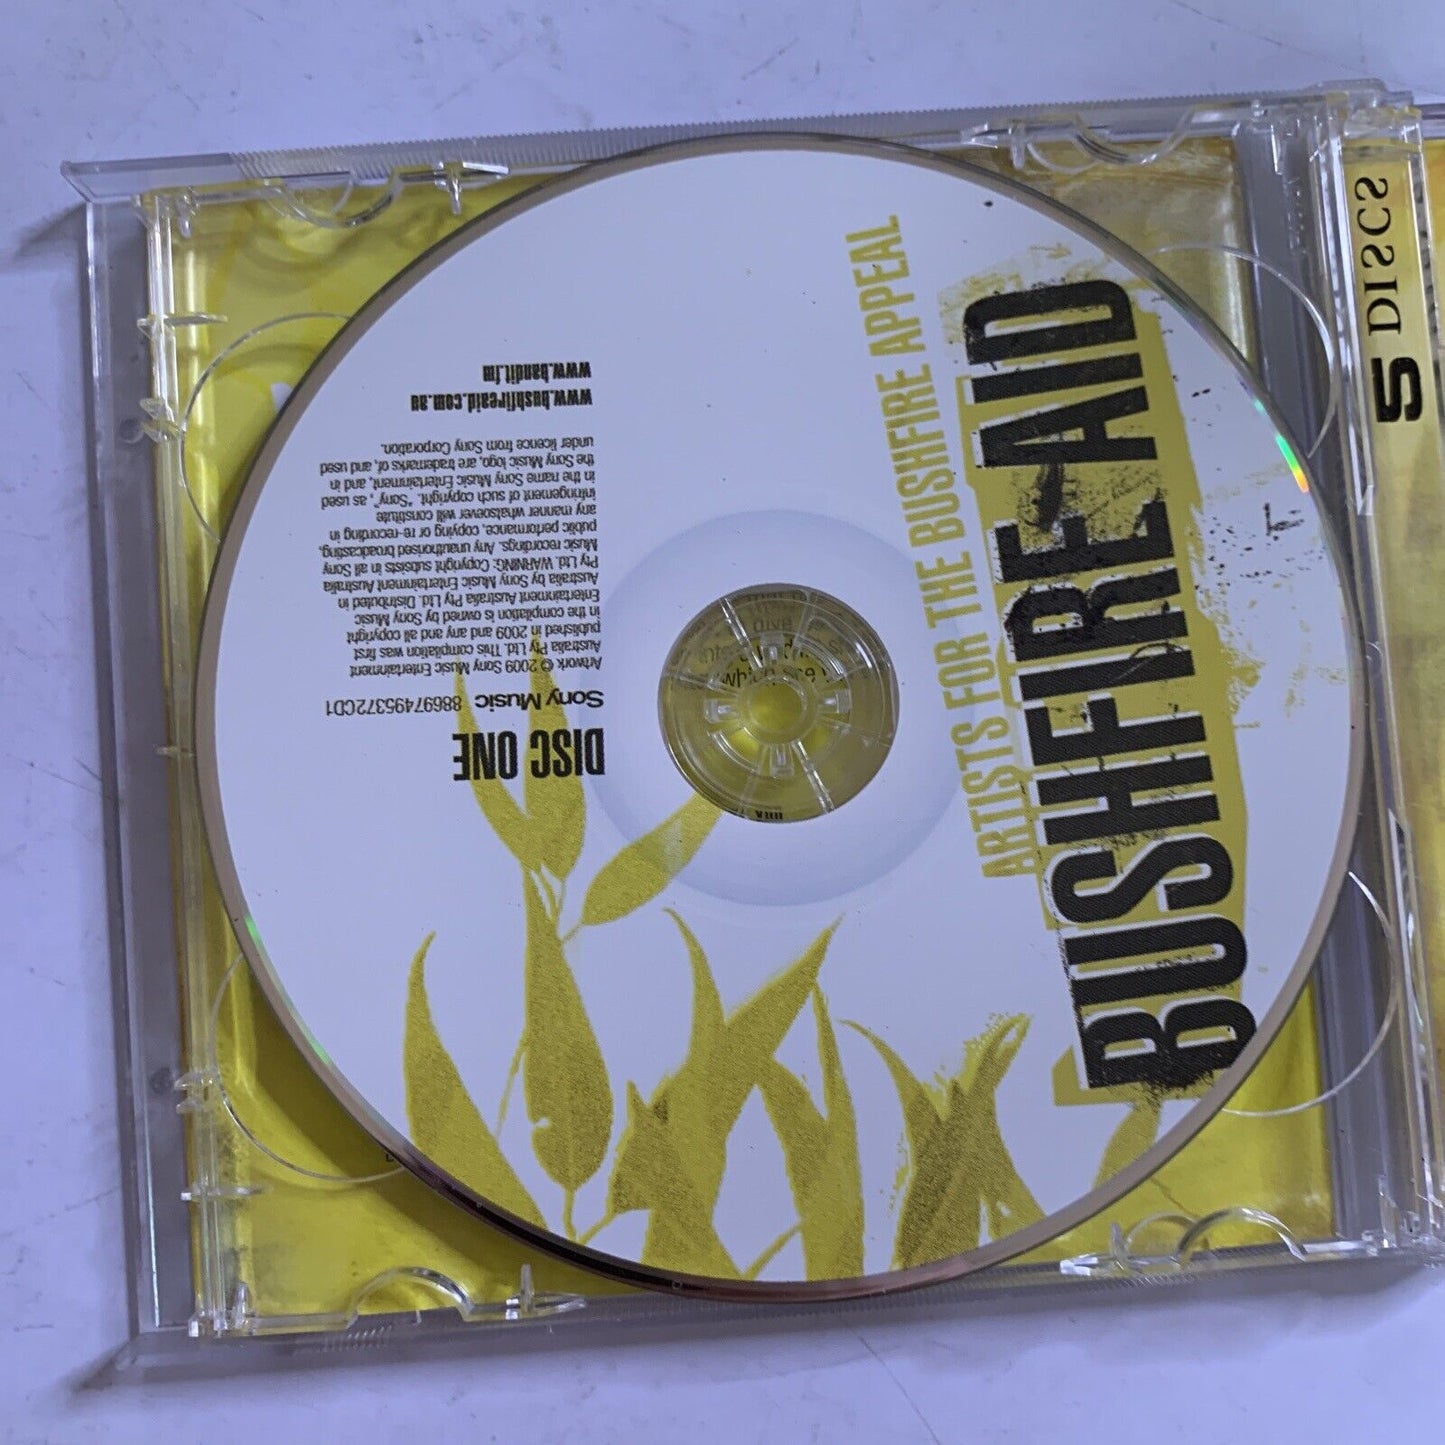 BUSHFIRE AID
ARTISTS FOR THE BUSHFIRE APPEAL
DISC ONE
Sony Music 88697495372CD1
Artwork © 2009 Sony Music Entertainment
Australia Pty Ltd. This compilation was first
published in 2009 and any and all copyright
in the compilation is owned by Sony Music
Entertainment Australia Pty Ltd. Distributed in
Australia by Sony Music Entertainment Australia
Pty Ltd. WARNING: Copyright subsists in all Sony
Music recordings. Any unauthorised broadcasting,
public performance, copying or re-recording in
any manner whatsoever will constitute
infringement of such copyright. "Sony", as used
in the name Sony Music Entertainment, and in
the Sony Music logo, are trademarks of, and used
under licence from Sony Corporation.
www.bushfireaid.com.au
www.bandit.fm
2 DISCS
which